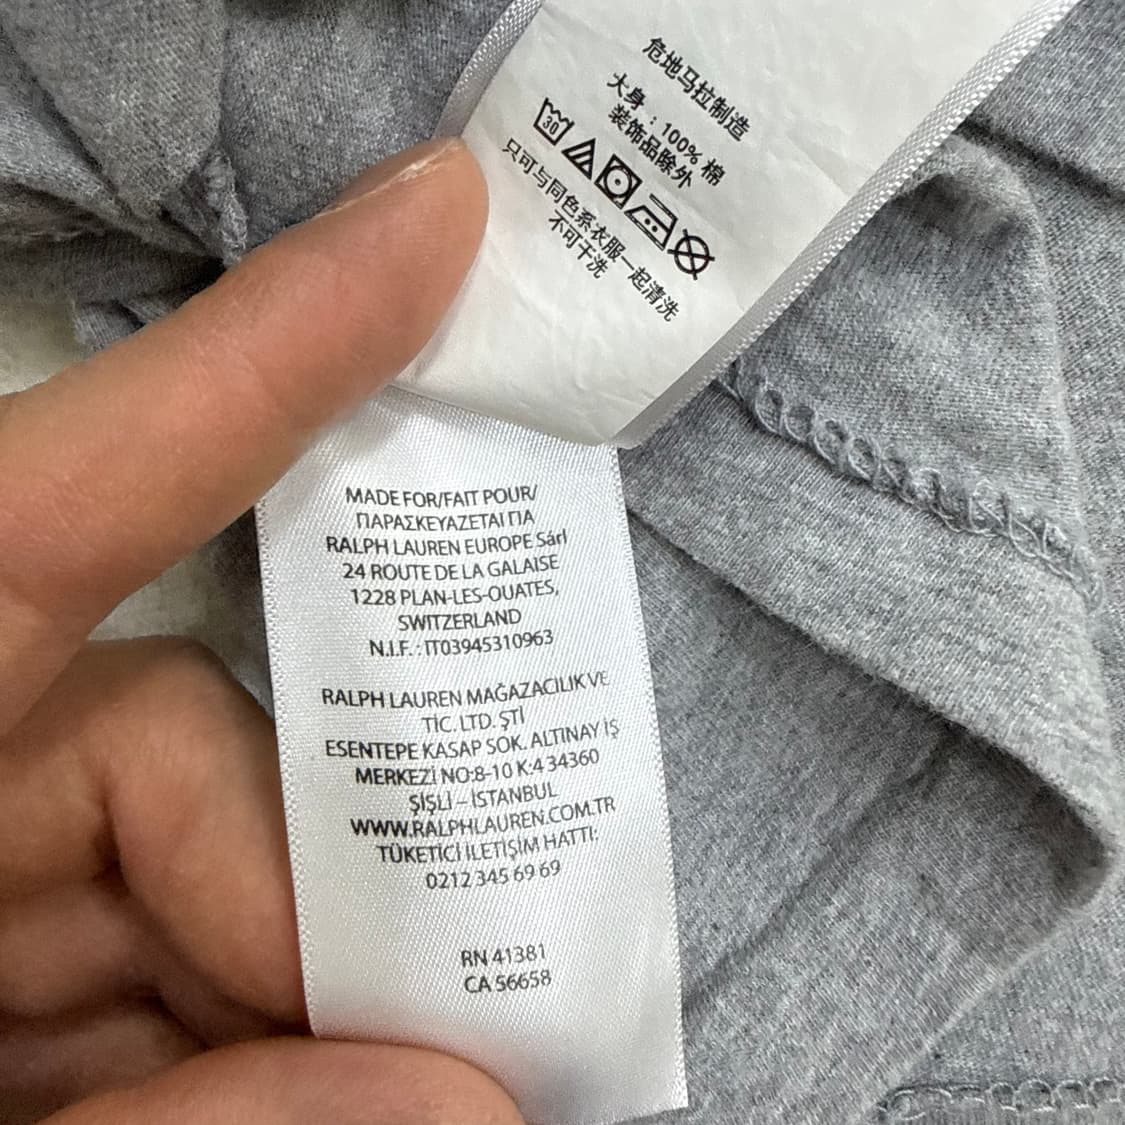 危地马拉制造
大身：100% 棉
装饰品除外
30
只可与同色系衣服一起清洗
不可干洗
MADE FOR/FAIT POUR/
ΠΑΡΑΣΚΕΥΑΖΕΤΑΙ ΓΙΑ
RALPH LAUREN EUROPE Sárl
24 ROUTE DE LA GALAISE
1228 PLAN-LES-OUATES,
SWITZERLAND
N.I.F. : IT03945310963
RALPH LAUREN MAĞAZACILIK VE
TİC. LTD. ŞTİ
ESENTEPE KASAP SOK. ALTINAY İŞ
MERKEZİ NO:8-10 K:4 34360
ŞİŞLİ – İSTANBUL
WWW.RALPHLAUREN.COM.TR
TÜKETİCİ İLETİŞİM HATTI:
0212 345 69 69
RN 41381
CA 56658